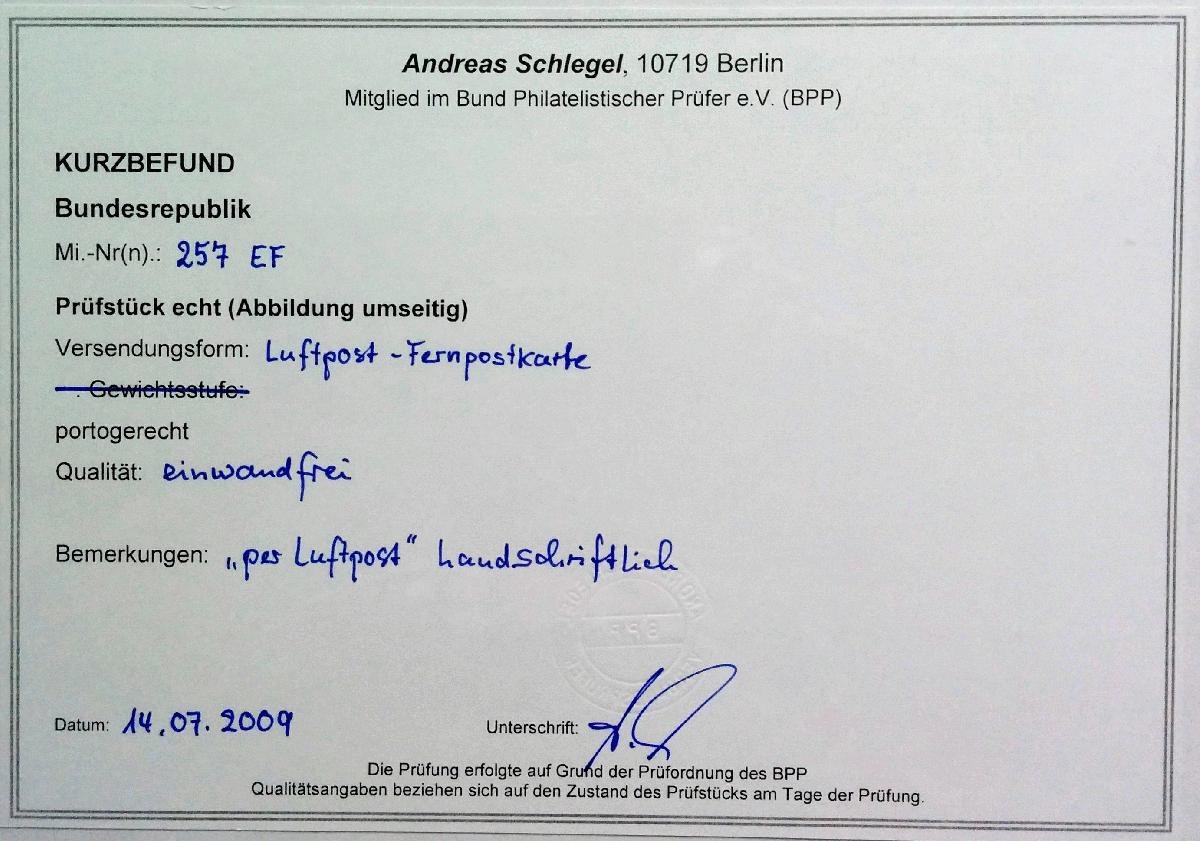 Andreas Schlegel, 10719 Berlin
Mitglied im Bund Philatelistischer Prüfer e.V. (BPP)
KURZBEFUND
Bundesrepublik
Mi.-Nr(n).: 257 EF
Prüfstück echt (Abbildung umseitig)
Versendungsform: Luftpost - Fernpostkarte
. Gewichtsstufe:
portogerecht
Qualität: einwandfrei
Bemerkungen: „per Luftpost“ handschriftlich
Datum: 14.07.2009
Unterschrift:
Die Prüfung erfolgte auf Grund der Prüfordnung des BPP
Qualitätsangaben beziehen sich auf den Zustand des Prüfstücks am Tage der Prüfung.